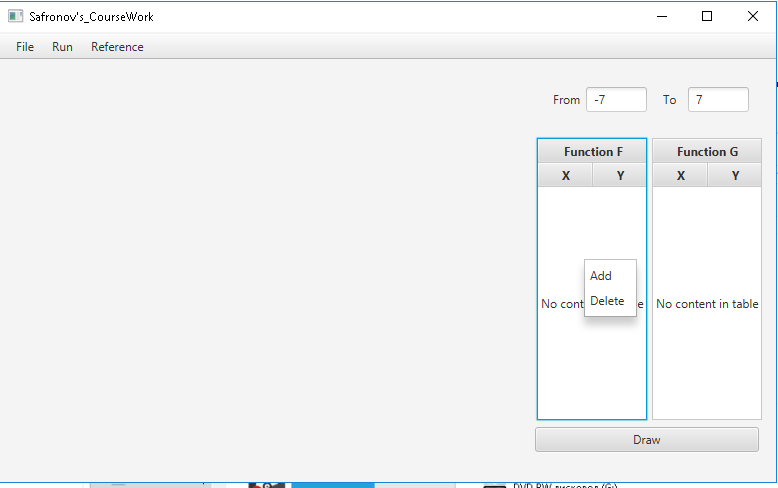 Safronov's_CourseWork
File Run Reference
From -7 To 7
Function F Function G
X Y X Y
Add
Delete
No cont e No content in table
Draw
DVD RW дисковод (G:)